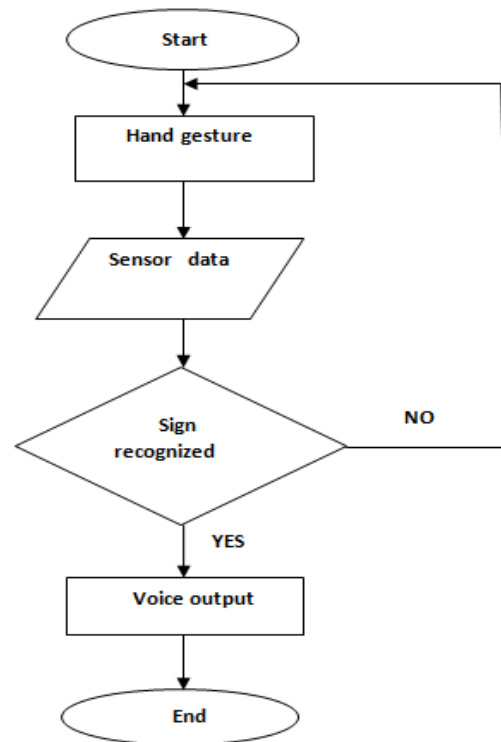 Start
Hand gesture
Sensor data
Sign
recognized
NO
YES
Voice output
End